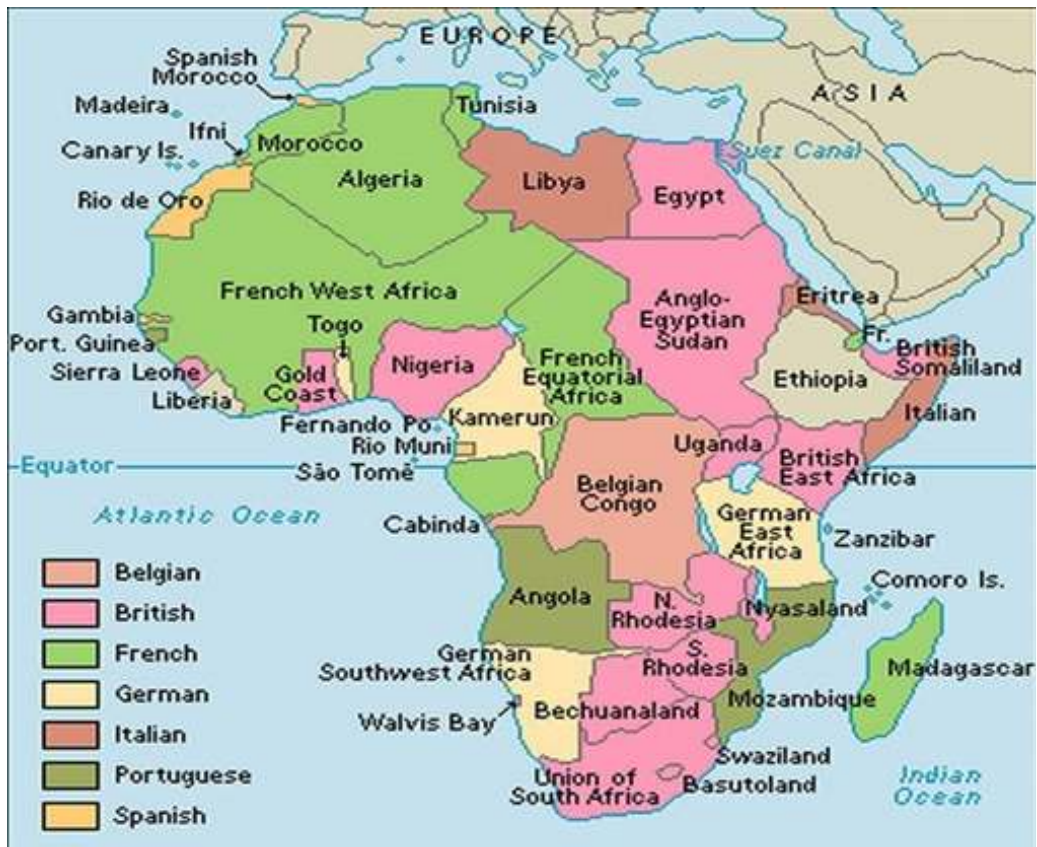 EUROPE
ASIA
Spanish
Morocco
Madeira
Tunisia
Ifni
Morocco
Canary Is.
Suez Canal
Algeria
Libya
Egypt
Rio de Oro
French West Africa
Anglo-
Egyptian
Sudan
Eritrea
Gambia
Togo
Fr.
Port. Guinea
Nigeria
British
Somaliland
Sierra Leone
Gold
Coast
French
Equatorial
Africa
Ethiopia
Liberia
Kamerun
Italian
Fernando Po
Rio Muni
Uganda
British
East Africa
Equator
São Tomé
Belgian
Congo
Atlantic Ocean
Cabinda
German
East
Africa
Zanzibar
Comoro Is.
Angola
N.
Rhodesia
Nyasaland
German
Southwest Africa
S.
Rhodesia
Madagascar
Mozambique
Walvis Bay
Bechuanaland
Swaziland
Union of
South Africa
Basutoland
Indian
Ocean
Belgian
British
French
German
Italian
Portuguese
Spanish